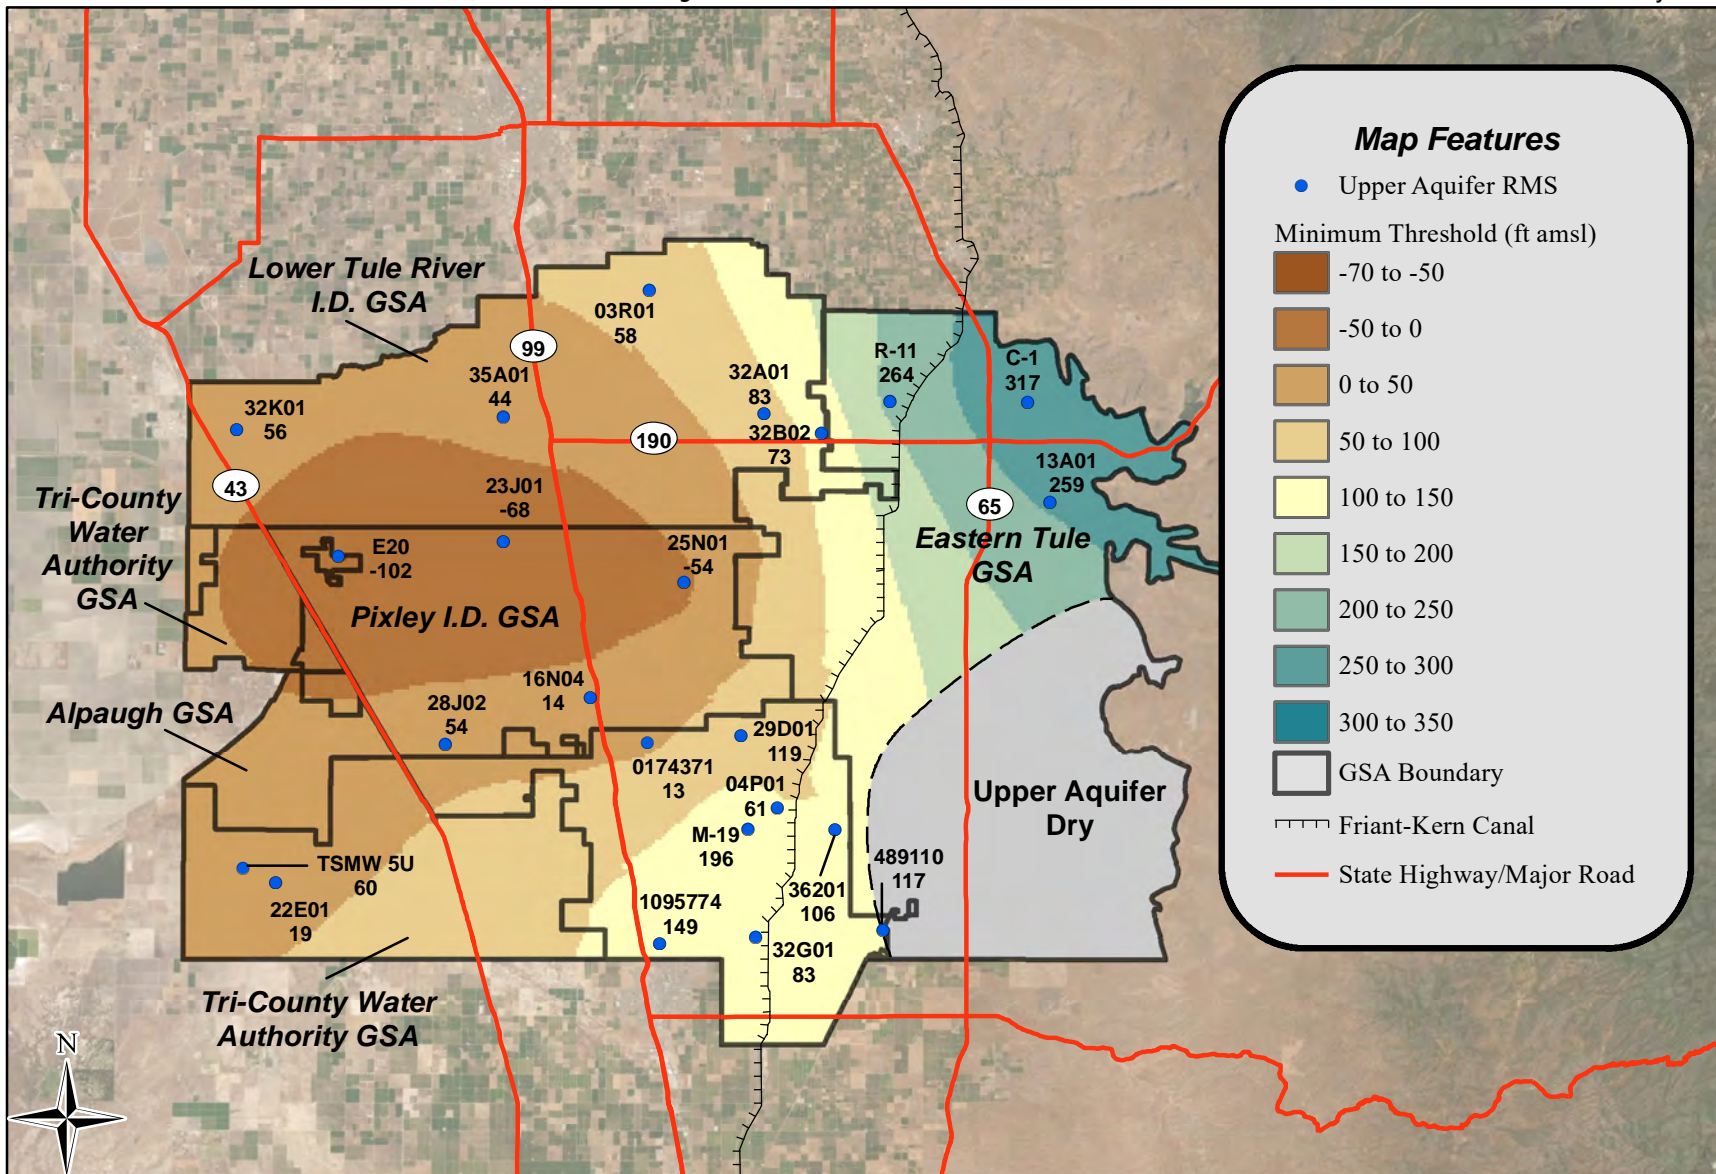 Map Features
Upper Aquifer RMS
Minimum Threshold (ft amsl)
-70 to -50
-50 to 0
0 to 50
50 to 100
100 to 150
150 to 200
200 to 250
250 to 300
300 to 350
GSA Boundary
Friant-Kern Canal
State Highway/Major Road
Lower Tule River
I.D. GSA
03R01
58
99
35A01
44
32A01
83
R-11
264
C-1
317
32K01
56
190
32B02
73
13A01
259
43
23J01
-68
65
Tri-County
Water
Authority
GSA
E20
-102
25N01
-54
Eastern Tule
GSA
Pixley I.D. GSA
Alpaugh GSA
28J02
54
16N04
14
29D01
119
0174371
13
04P01
61
M-19
196
Upper Aquifer
Dry
TSMW 5U
60
22E01
19
1095774
149
36201
106
489110
117
32G01
83
Tri-County Water
Authority GSA
N